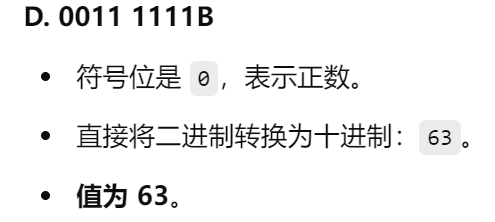 D. 0011 1111B
• 符号位是 0，表示正数。
• 直接将二进制转换为十进制：63。
• 值为 63。